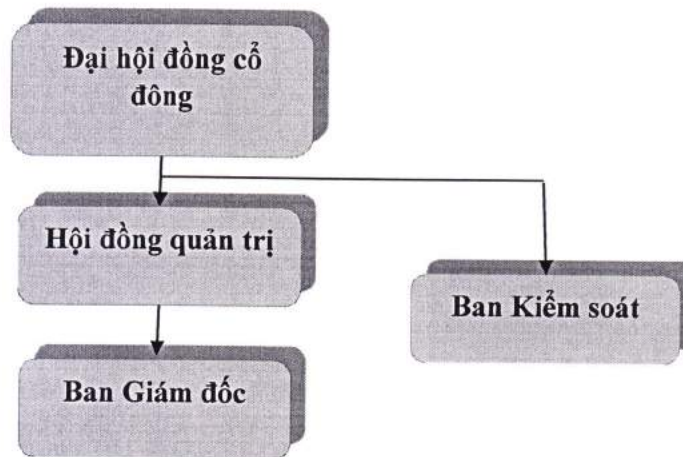 Đại hội đồng cổ
đông
Hội đồng quản trị
Ban Kiểm soát
Ban Giám đốc